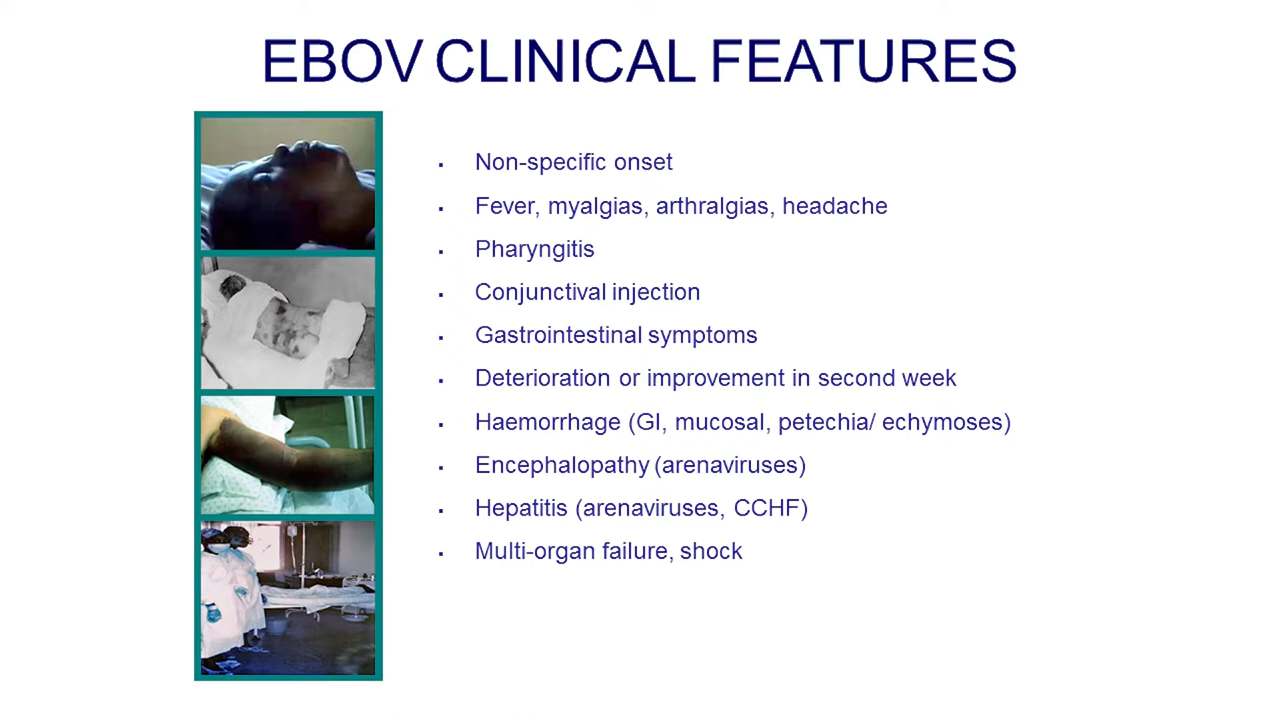 EBOV CLINICAL FEATURES
▪ Non-specific onset
▪ Fever, myalgias, arthralgias, headache
▪ Pharyngitis
▪ Conjunctival injection
▪ Gastrointestinal symptoms
▪ Deterioration or improvement in second week
▪ Haemorrhage (GI, mucosal, petechia/ echymoses)
▪ Encephalopathy (arenaviruses)
▪ Hepatitis (arenaviruses, CCHF)
▪ Multi-organ failure, shock